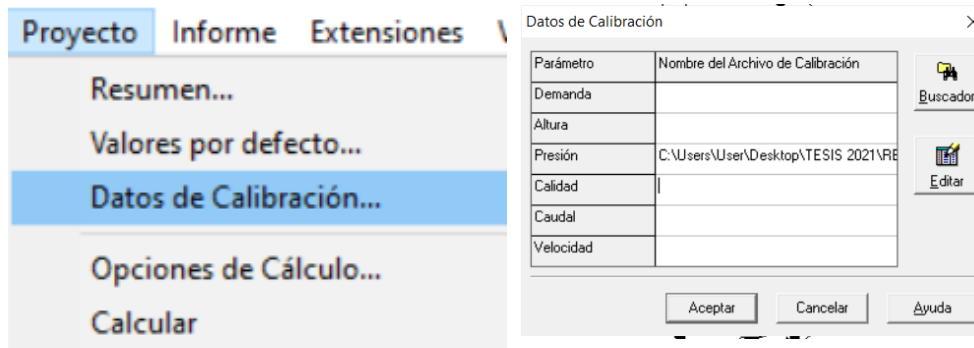 Proyecto Informe Extensiones
Resumen...
Valores por defecto...
Datos de Calibración...
Opciones de Cálculo...
Calcular
Datos de Calibración
Parámetro Nombre del Archivo de Calibración
Demanda
Altura
Presión C:\Users\User\Desktop\TESIS 2021\RE
Calidad
Caudal
Velocidad
Buscador
Editar
Aceptar Cancelar Ayuda